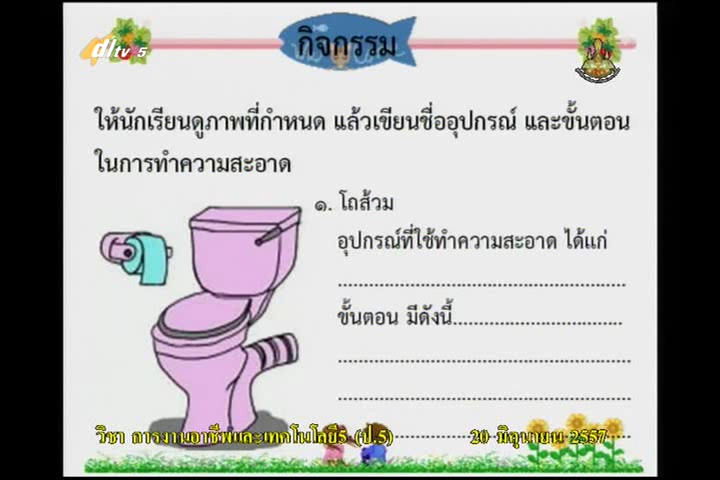 dltv 5
กิจกรรม
ให้นักเรียนดูภาพที่กำหนด แล้วเขียนชื่ออุปกรณ์ และขั้นตอน
ในการทำความสะอาด
๑. โถส้วม
อุปกรณ์ที่ใช้ทำความสะอาด ได้แก่
......................................................
ขั้นตอน มีดังนี้................................
......................................................
......................................................
วิชา การงานอาชีพและเทคโนโลยี5 (ป.5)
20 มิถุนายน 2557